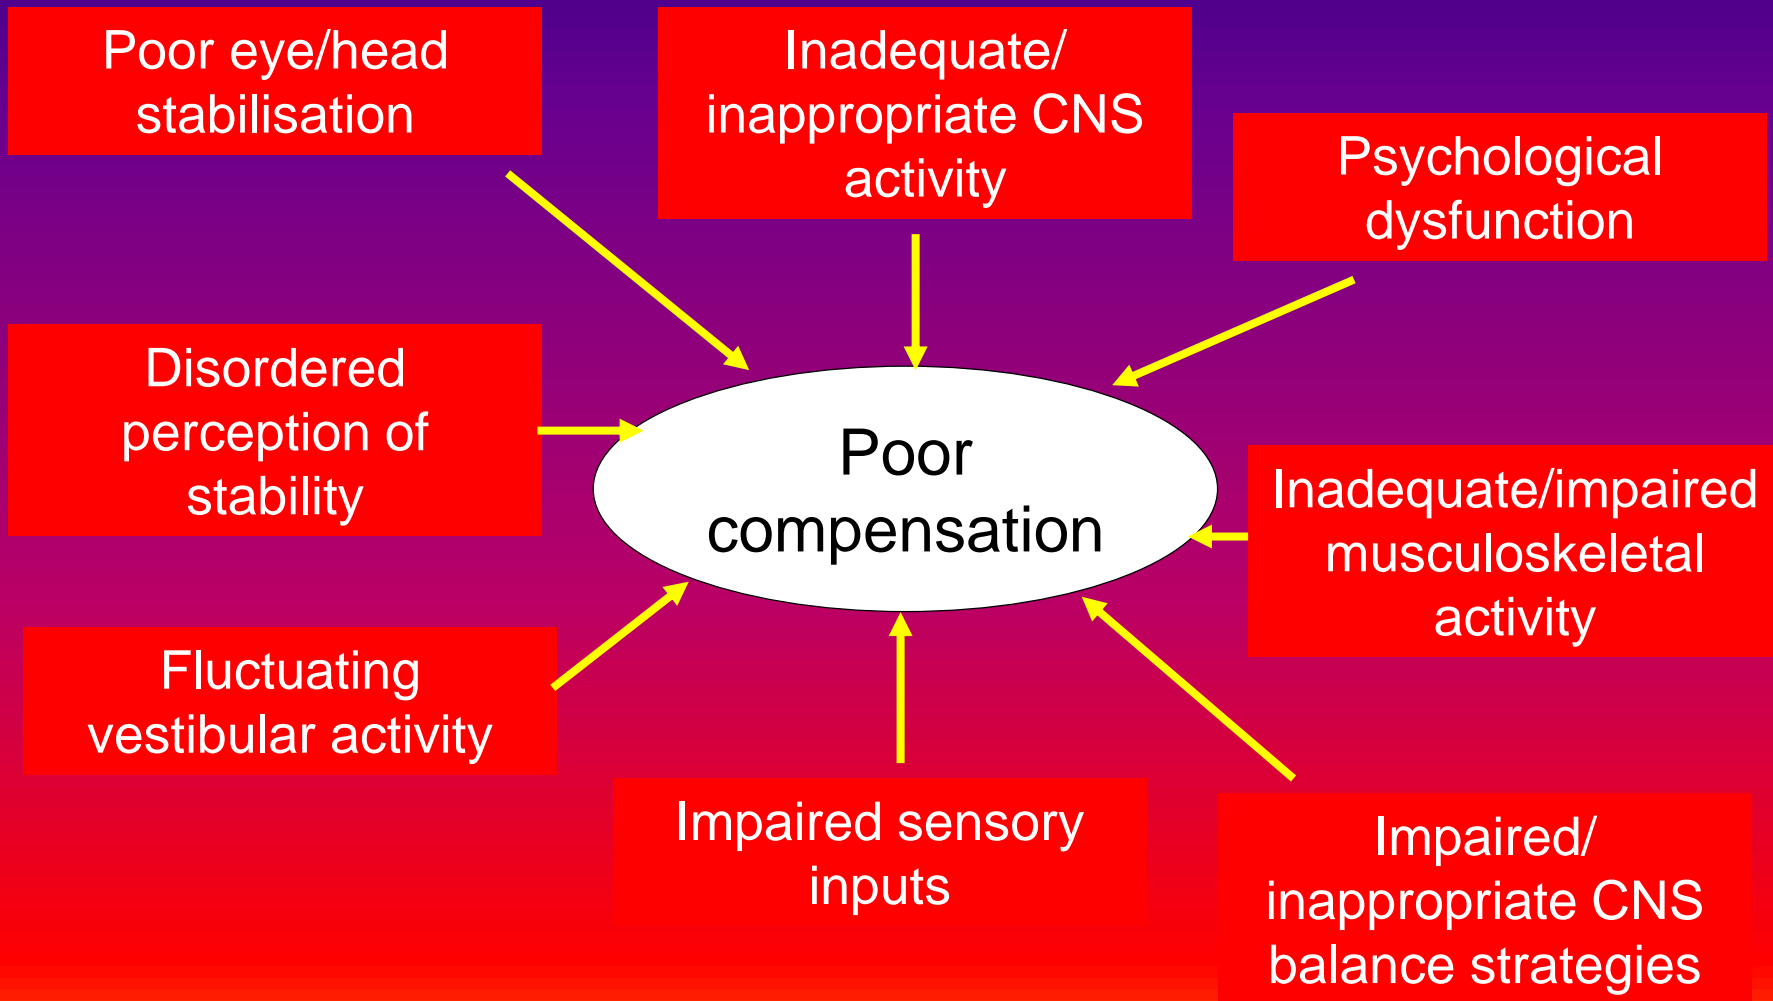 Poor eye/head
stabilisation
Inadequate/
inappropriate CNS
activity
Psychological
dysfunction
Disordered
perception of
stability
Poor
compensation
Inadequate/impaired
musculoskeletal
activity
Fluctuating
vestibular activity
Impaired sensory
inputs
Impaired/
inappropriate CNS
balance strategies